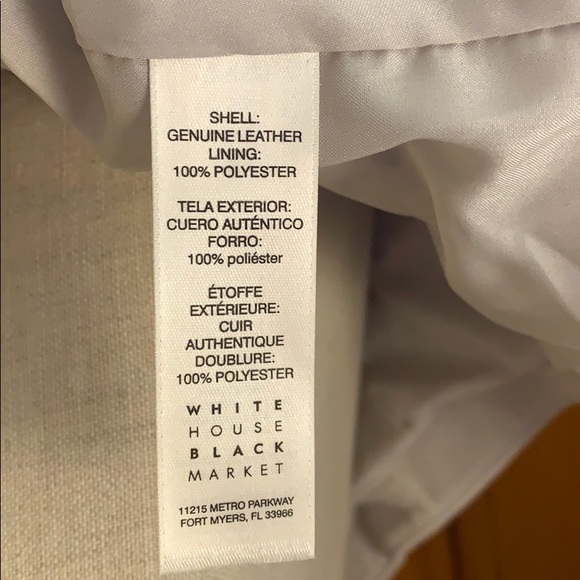 SHELL:
GENUINE LEATHER
LINING:
100% POLYESTER
TELA EXTERIOR:
CUERO AUTÉNTICO
FORRO:
100% poliéster
ÉTOFFE
EXTÉRIEURE:
CUIR
AUTHENTIQUE
DOUBLURE:
100% POLYESTER
WHITE
HOUSE
BLACK
MARKET
11215 METRO PARKWAY
FORT MYERS, FL 33966